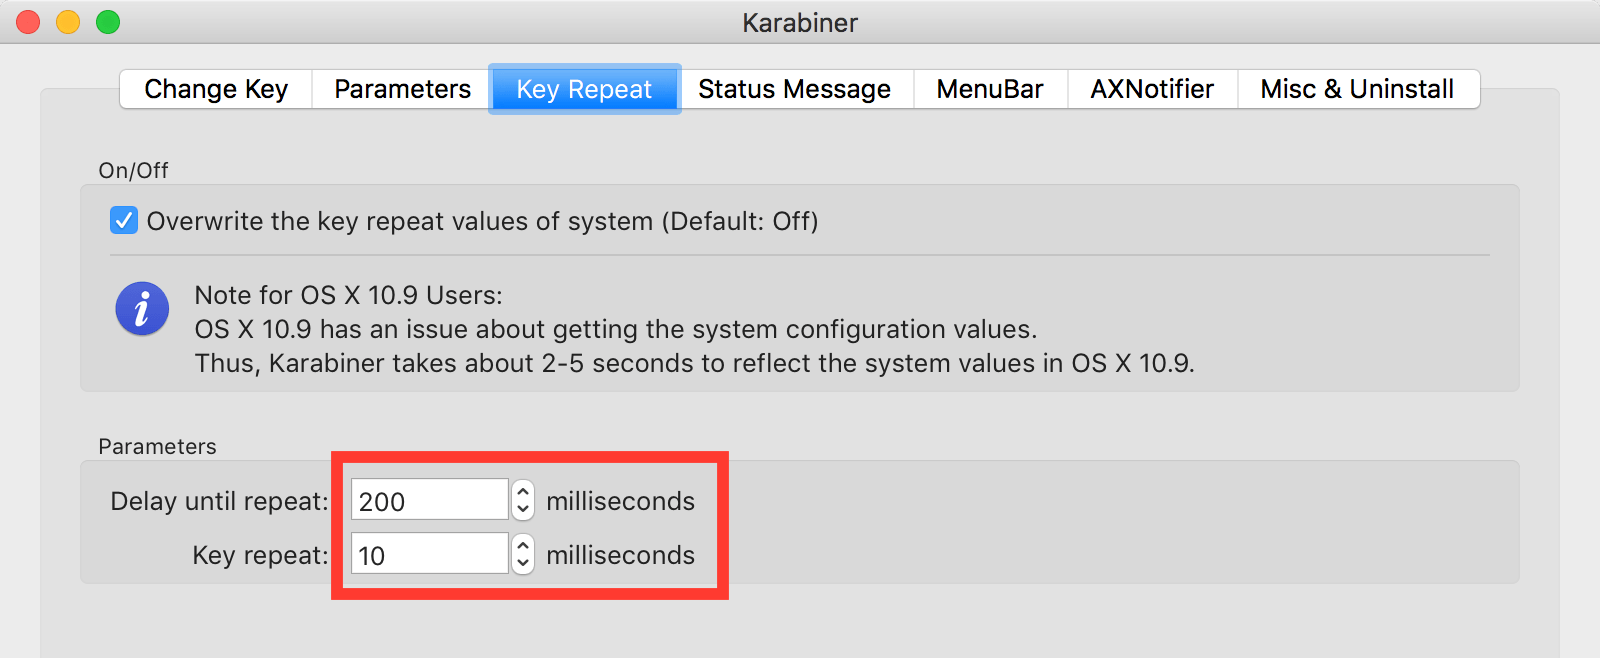 Karabiner
Change Key Parameters Key Repeat Status Message MenuBar AXNotifier Misc & Uninstall
On/Off
Overwrite the key repeat values of system (Default: Off)
i
Note for OS X 10.9 Users:
OS X 10.9 has an issue about getting the system configuration values.
Thus, Karabiner takes about 2-5 seconds to reflect the system values in OS X 10.9.
Parameters
Delay until repeat: 200 milliseconds
Key repeat: 10 milliseconds